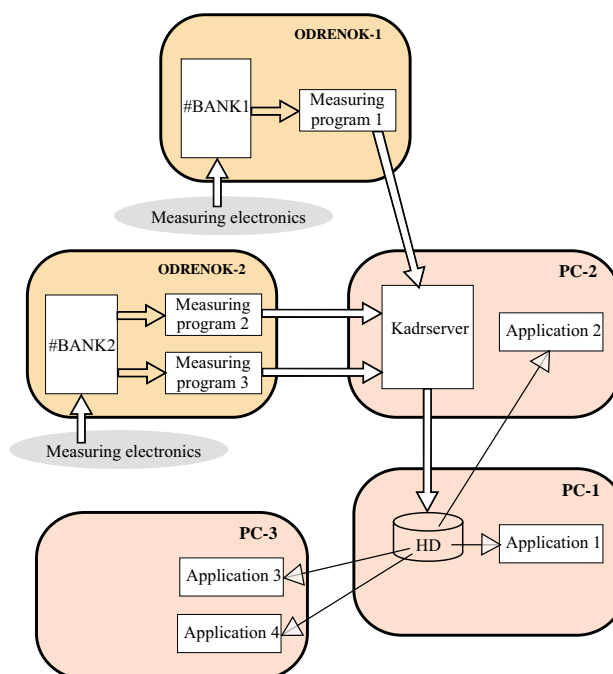 ODRENOK-1
#BANK1
Measuring
program 1
Measuring electronics
ODRENOK-2
#BANK2
Measuring
program 2
Measuring
program 3
Measuring electronics
PC-2
Kadrserver
Application 2
PC-1
HD
Application 1
PC-3
Application 3
Application 4